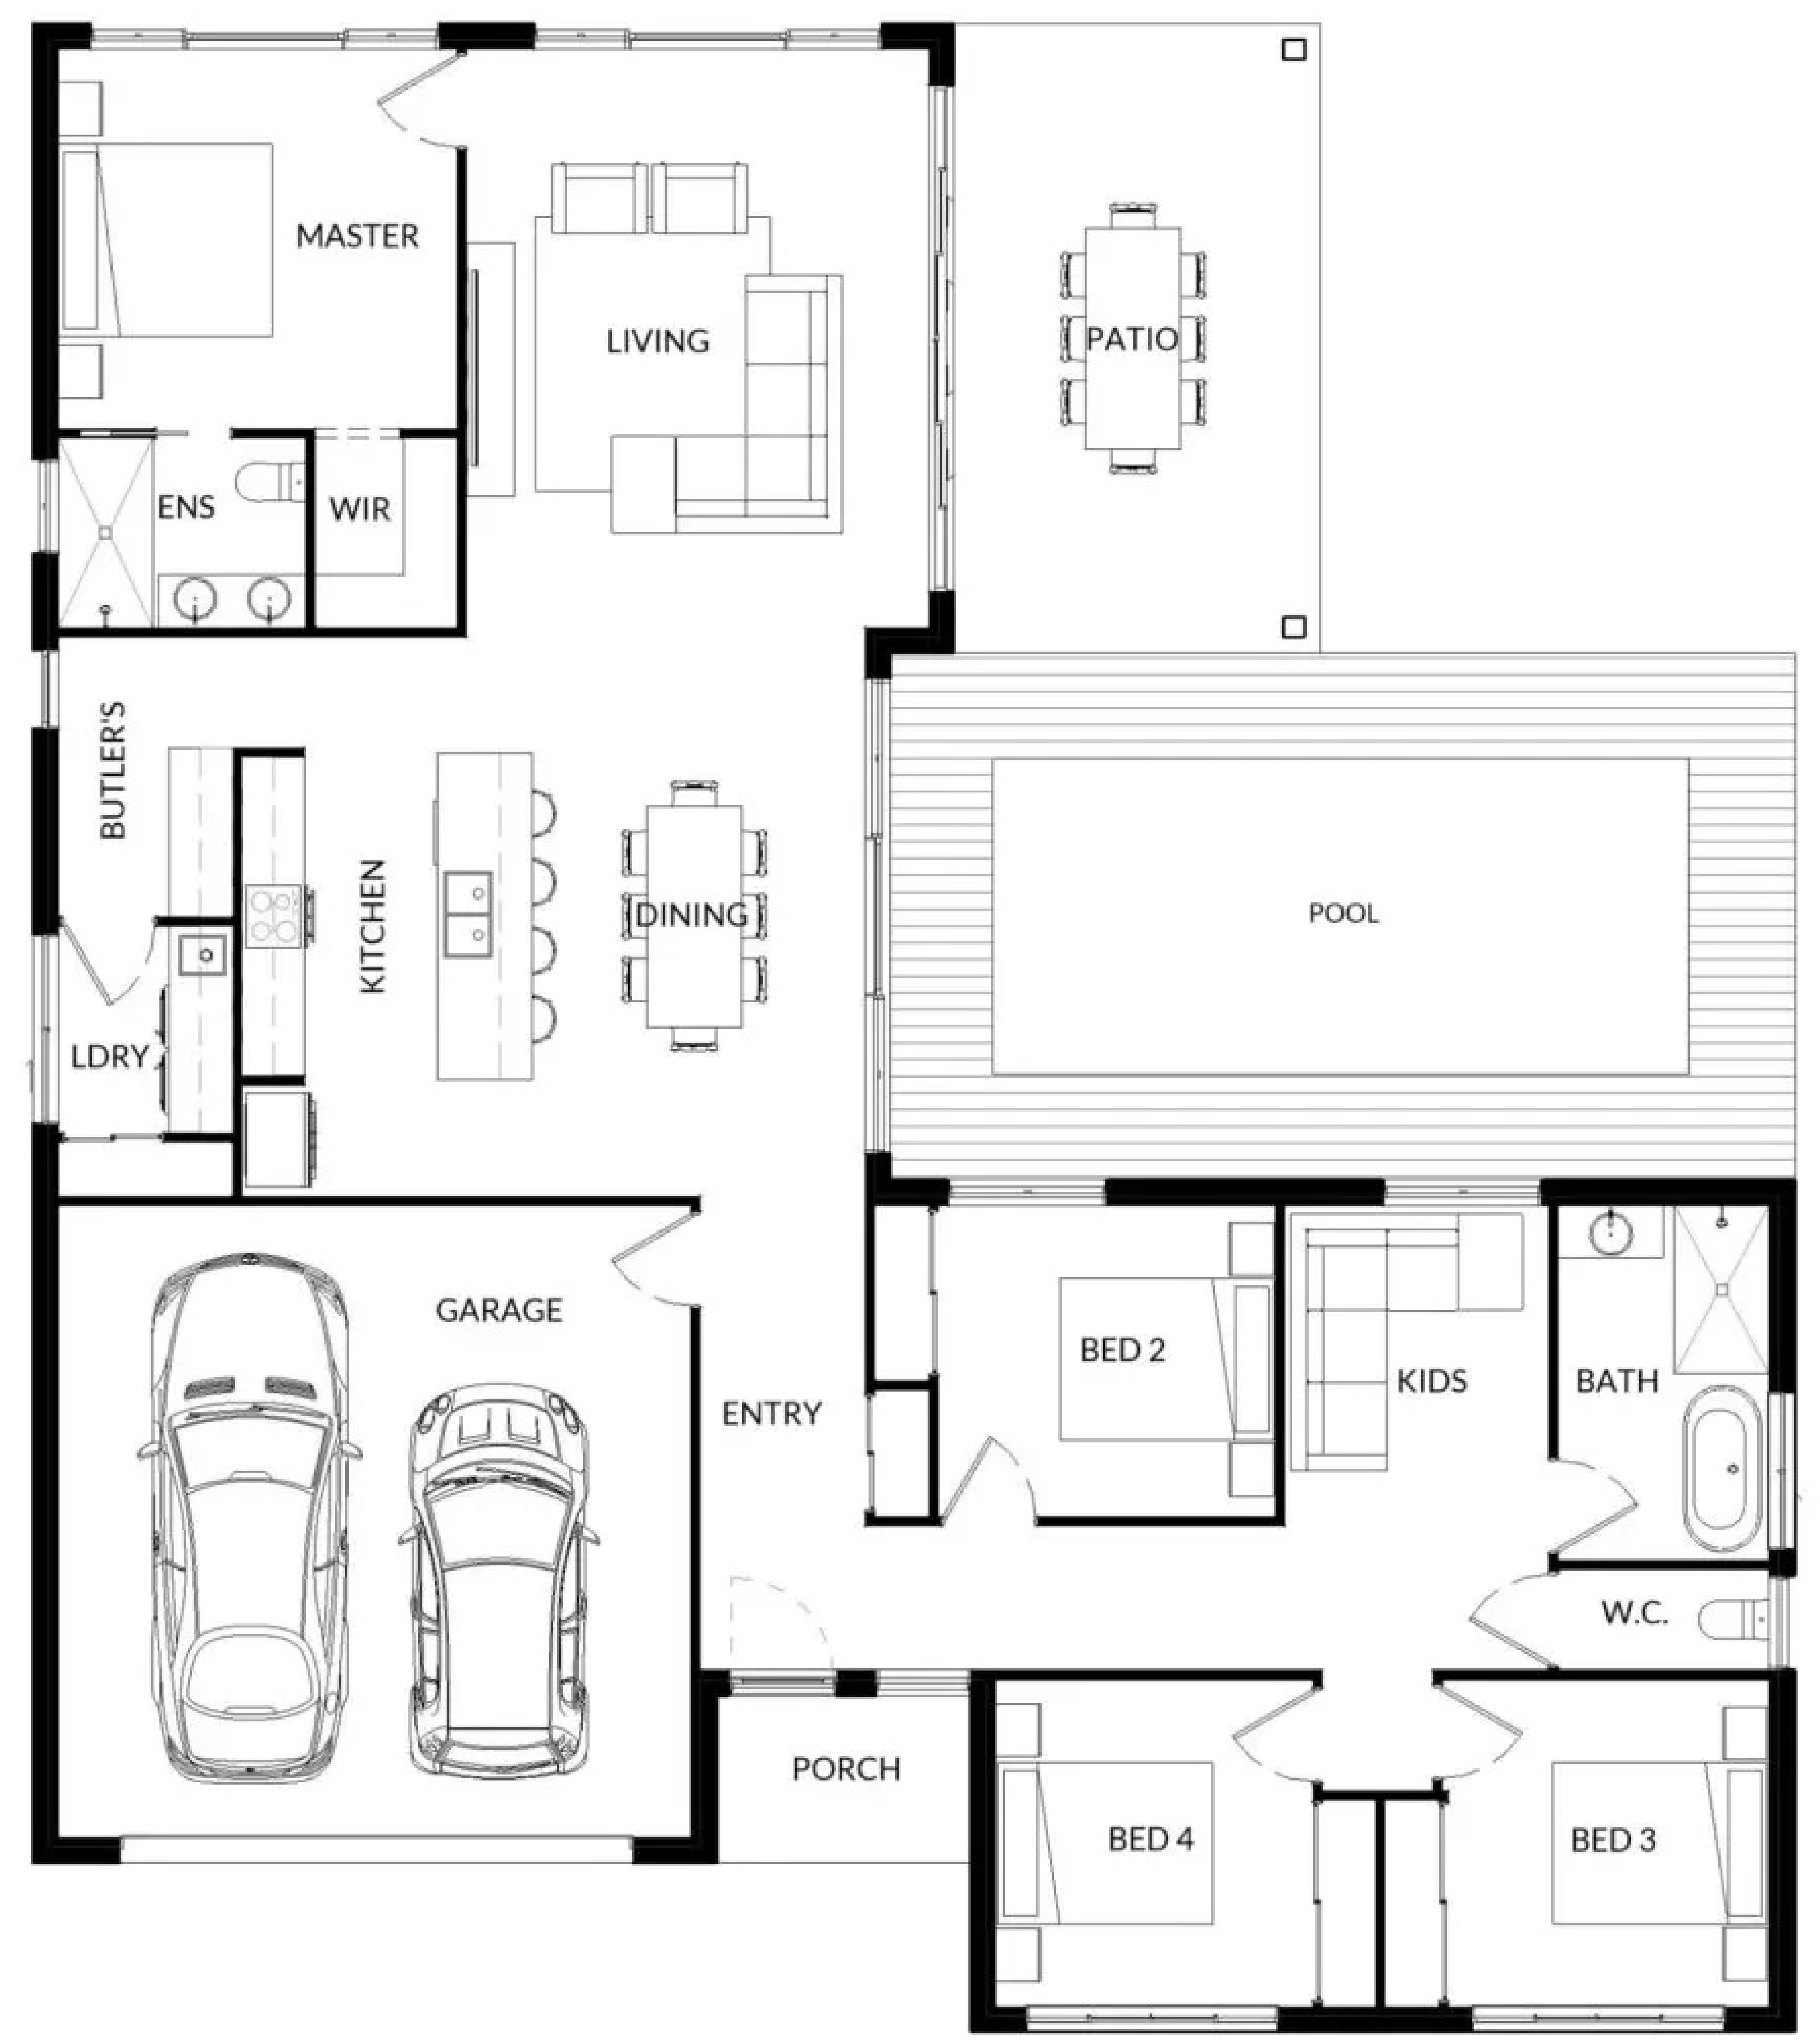 MASTER
LIVING
PATIO
ENS
WIR
BUTLER'S
KITCHEN
DINING
POOL
LDRY
GARAGE
ENTRY
BED 2
KIDS
BATH
W.C.
PORCH
BED 4
BED 3